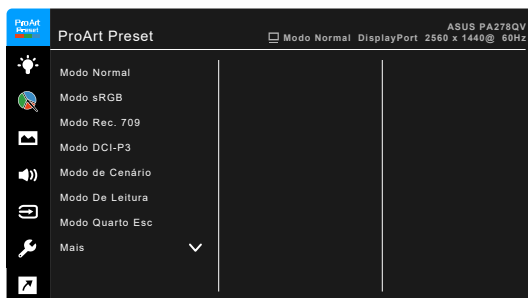 ProArt
Preset
ProArt Preset
ASUS PA278QV
Modo Normal DisplayPort 2560 x 1440@ 60Hz
Modo Normal
Modo sRGB
Modo Rec. 709
Modo DCI-P3
Modo de Cenário
Modo De Leitura
Modo Quarto Esc
Mais